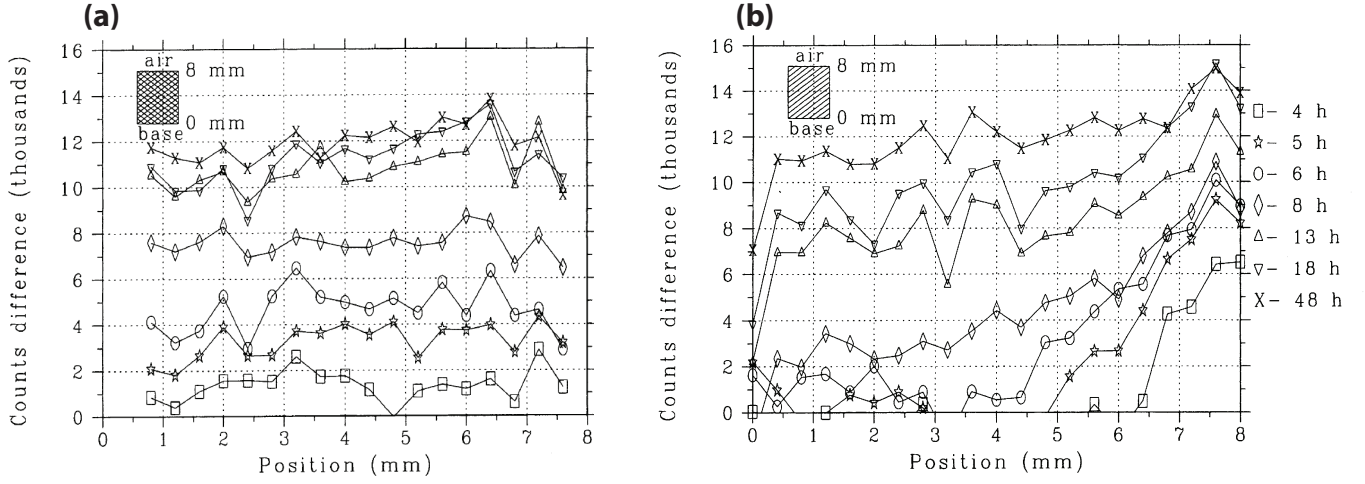 (a)
16
14
12
10
8
6
4
2
0
Counts difference (thousands)
air
8 mm
0 mm
base
0 1 2 3 4 5 6 7 8
Position (mm)
(b)
16
14
12
10
8
6
4
2
0
Counts difference (thousands)
air
8 mm
0 mm
base
0 1 2 3 4 5 6 7 8
Position (mm)
□- 4 h
☆- 5 h
○- 6 h
◊- 8 h
△- 13 h
▽- 18 h
X- 48 h